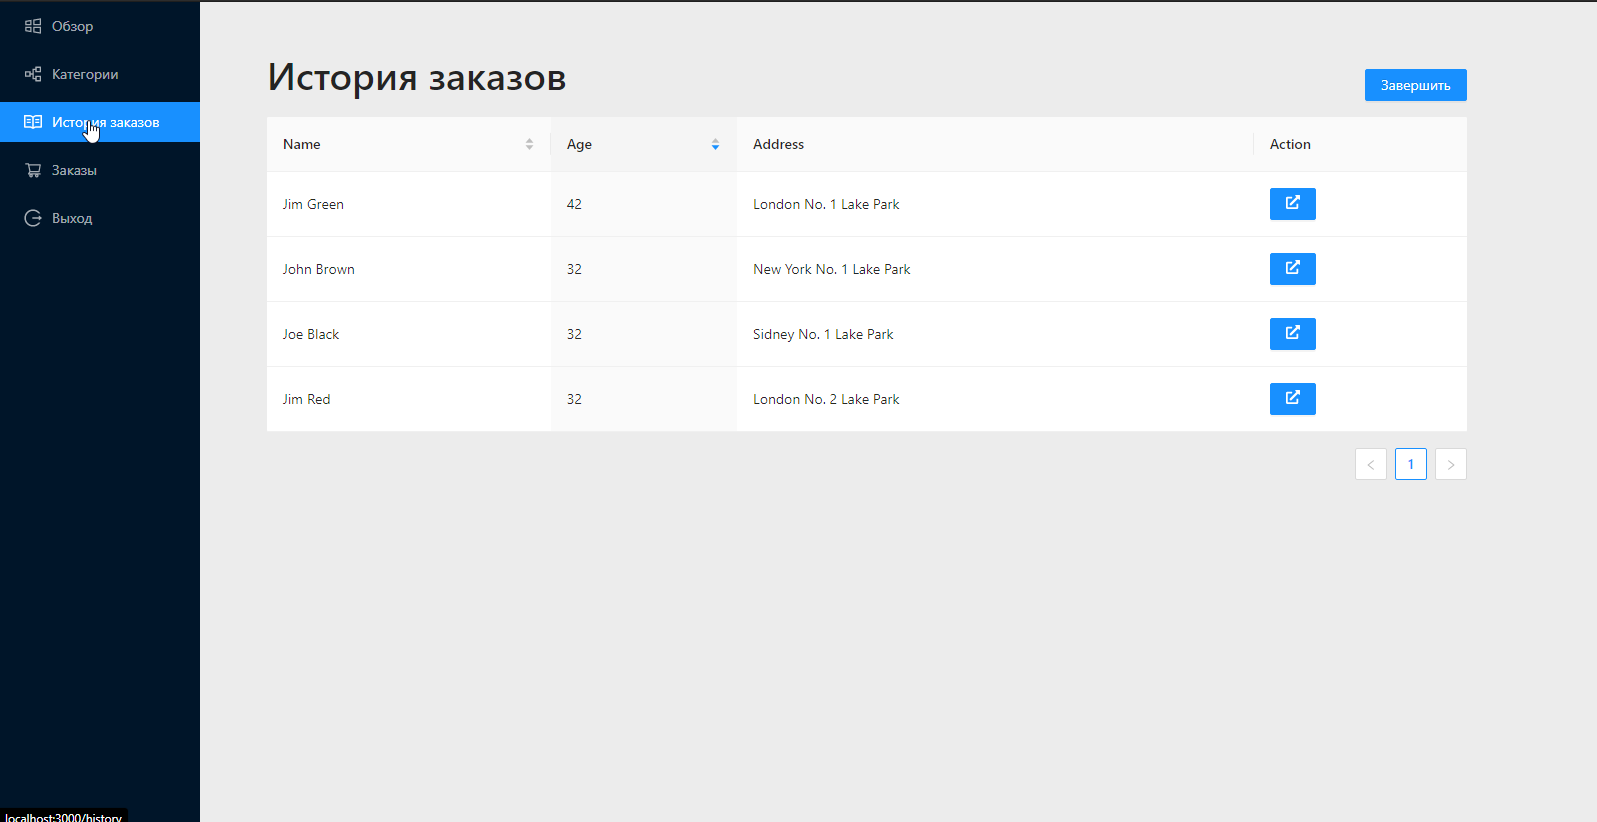 Обзор
Категории
История заказов
Заказы
Выход
История заказов
Завершить
Name Age Address Action
Jim Green 42 London No. 1 Lake Park
John Brown 32 New York No. 1 Lake Park
Joe Black 32 Sidney No. 1 Lake Park
Jim Red 32 London No. 2 Lake Park
< 1 >
localhost:3000/history